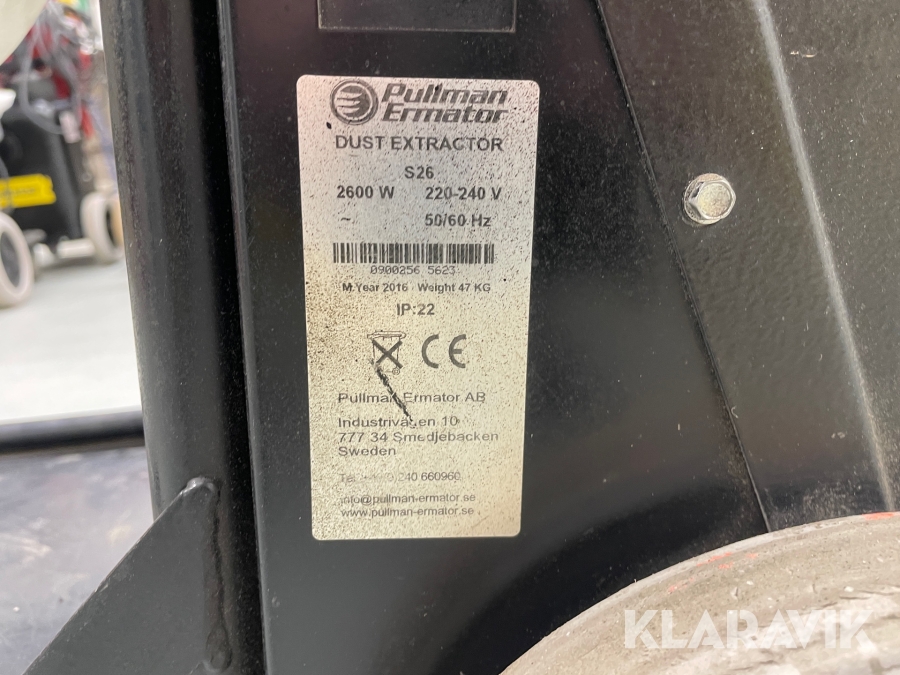 Pullman
Ermator
DUST EXTRACTOR
S26
2600 W 220-240 V
~ 50/60 Hz
0900256 5623
M.Year 2016 Weight 47 KG
IP:22
CE
Pullman Ermator AB
Industrivägen 10
777 34 Smedjebacken
Sweden
240 660960
info@pullman-ermator.se
www.pullman-ermator.se
KLARAVIK